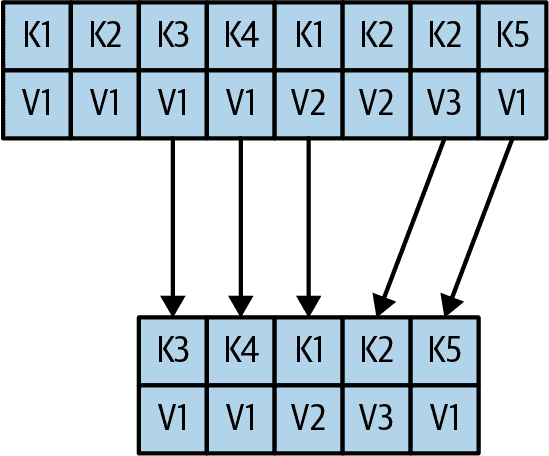 K1 K2 K3 K4 K1 K2 K2 K5
V1 V1 V1 V1 V2 V2 V3 V1
K3 K4 K1 K2 K5
V1 V1 V2 V3 V1